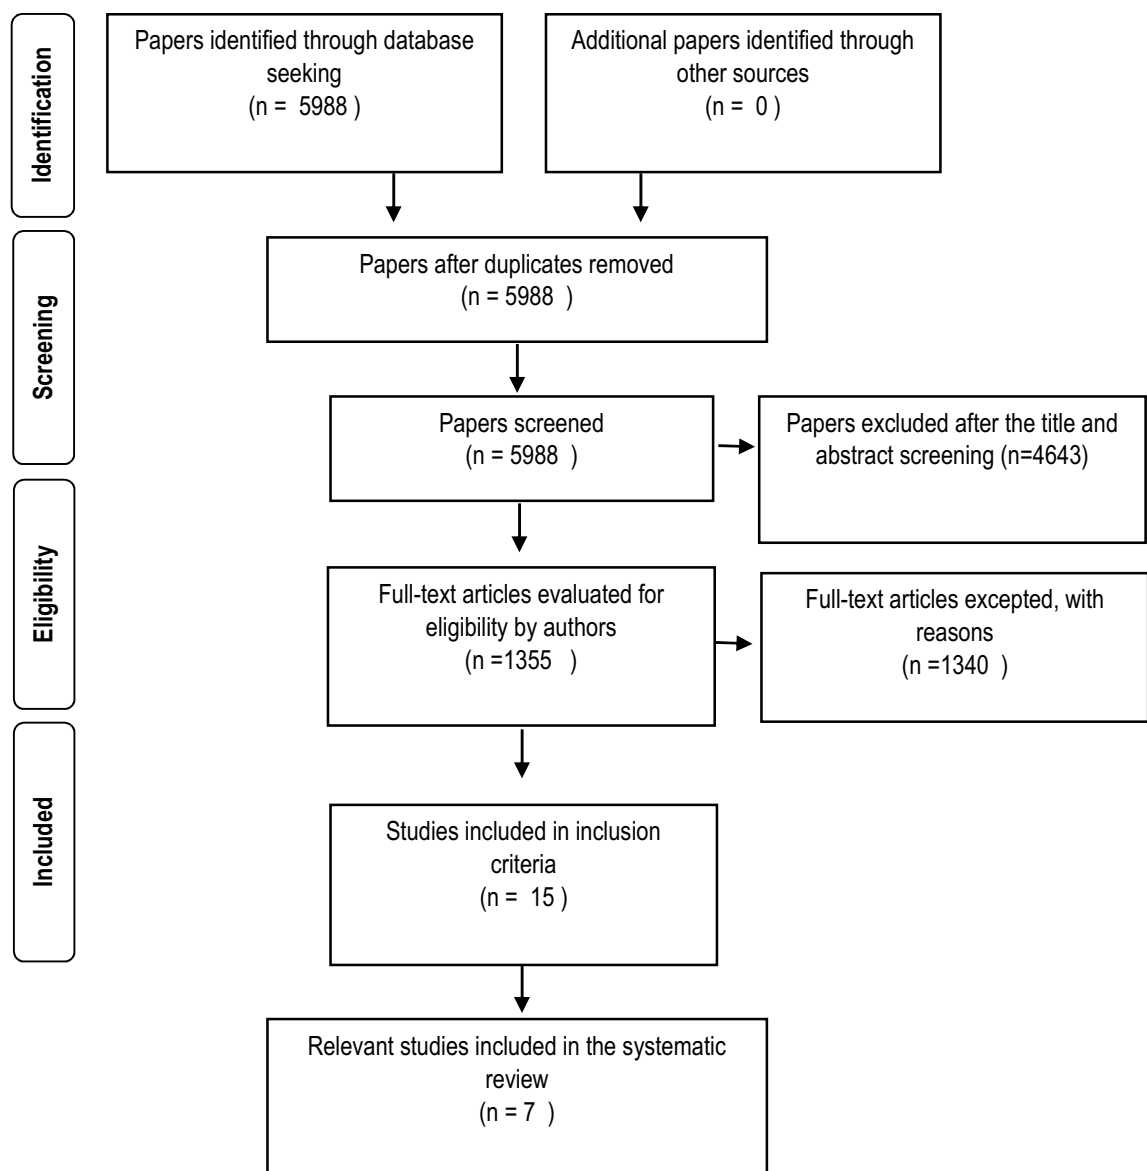 Identification
Papers identified through database
seeking
(n = 5988 )
Additional papers identified through
other sources
(n = 0 )
Screening
Papers after duplicates removed
(n = 5988 )
Papers screened
(n = 5988 )
Papers excluded after the title and
abstract screening (n=4643)
Eligibility
Full-text articles evaluated for
eligibility by authors
(n =1355 )
Full-text articles excepted, with
reasons
(n =1340 )
Included
Studies included in inclusion
criteria
(n = 15 )
Relevant studies included in the systematic
review
(n = 7 )